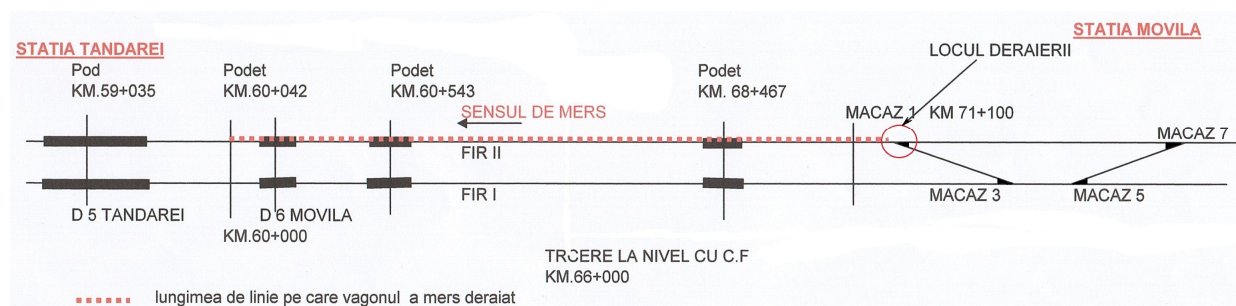 STATIA MOVILA
STATIA TANDAREI
LOCUL DERAIERII
Pod
KM.59+035
Podet
KM.60+042
Podet
KM.60+543
Podet
KM. 68+467
SENSUL DE MERS
MACAZ 1
KM 71+100
MACAZ 7
FIR II
FIR I
MACAZ 3
MACAZ 5
D 5 TANDAREI
D 6 MOVILA
KM.60+000
TRECERE LA NIVEL CU C.F
KM.66+000
lungimea de linie pe care vagonul a mers deraiat